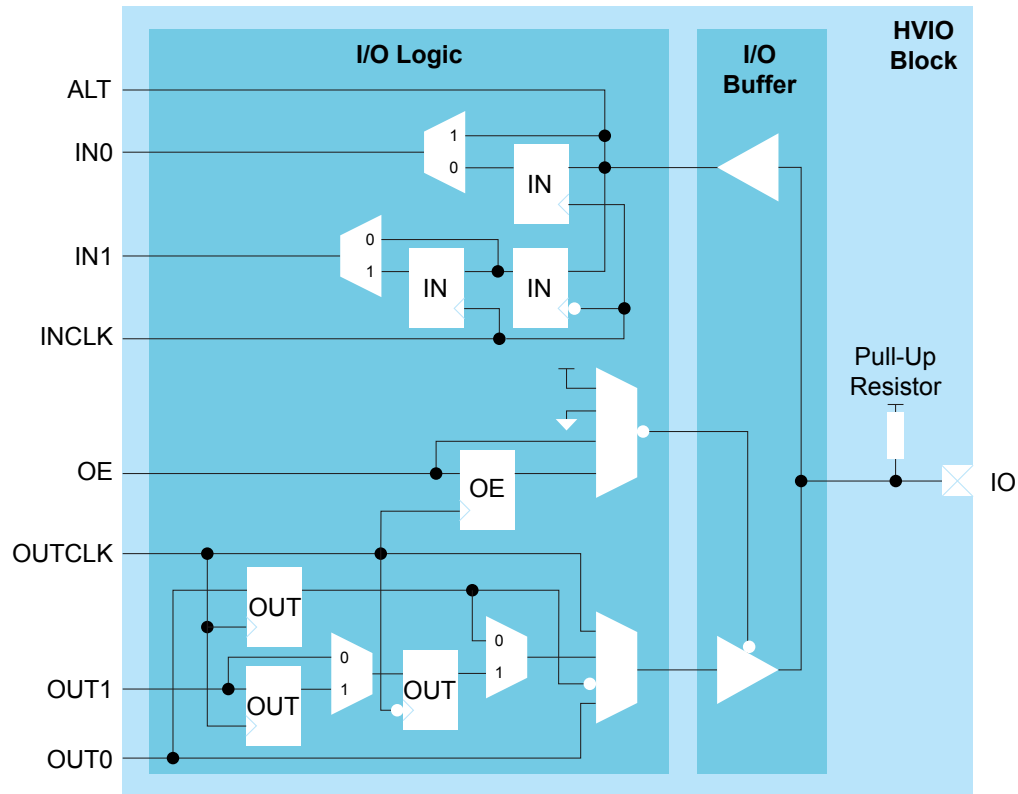 HVIO
Block
I/O Logic
I/O
Buffer
ALT
1
IN0
0
IN
0
IN1
1
IN
IN
INCLK
Pull-Up
Resistor
OE
OE
IO
OUTCLK
OUT
0
0
1
OUT1
1
OUT
OUT
OUT0